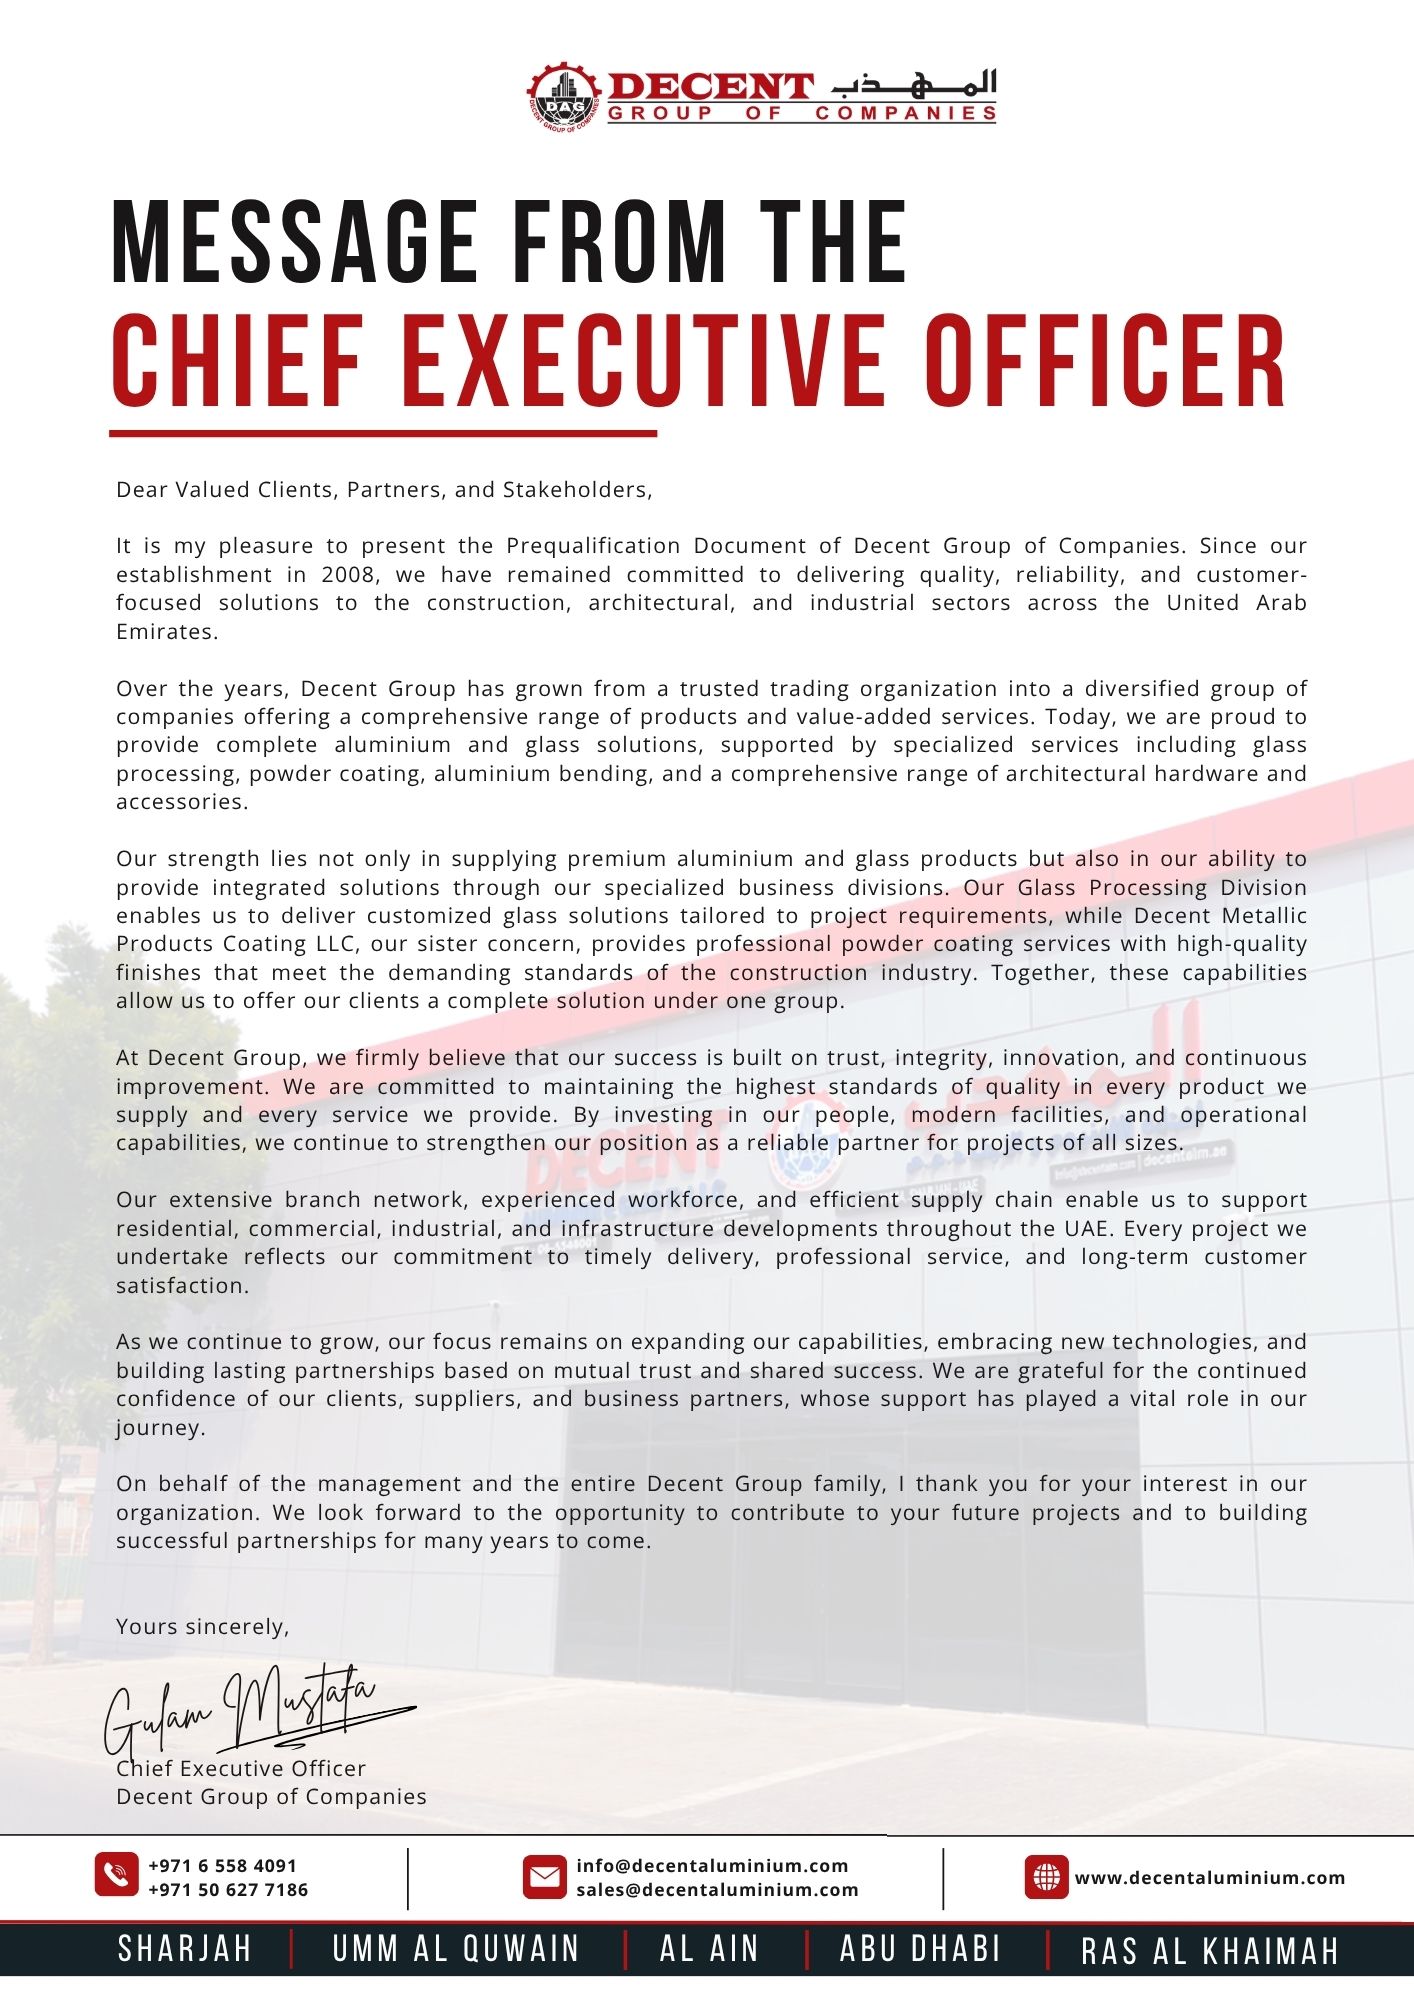 DECENT المهذب
GROUP OF COMPANIES
DAG
DECENT GROUP OF COMPANIES
MESSAGE FROM THE
CHIEF EXECUTIVE OFFICER
Dear Valued Clients, Partners, and Stakeholders,
It is my pleasure to present the Prequalification Document of Decent Group of Companies. Since our
establishment in 2008, we have remained committed to delivering quality, reliability, and customer-
focused solutions to the construction, architectural, and industrial sectors across the United Arab
Emirates.
Over the years, Decent Group has grown from a trusted trading organization into a diversified group of
companies offering a comprehensive range of products and value-added services. Today, we are proud to
provide complete aluminium and glass solutions, supported by specialized services including glass
processing, powder coating, aluminium bending, and a comprehensive range of architectural hardware and
accessories.
Our strength lies not only in supplying premium aluminium and glass products but also in our ability to
provide integrated solutions through our specialized business divisions. Our Glass Processing Division
enables us to deliver customized glass solutions tailored to project requirements, while Decent Metallic
Products Coating LLC, our sister concern, provides professional powder coating services with high-quality
finishes that meet the demanding standards of the construction industry. Together, these capabilities
allow us to offer our clients a complete solution under one group.
At Decent Group, we firmly believe that our success is built on trust, integrity, innovation, and continuous
improvement. We are committed to maintaining the highest standards of quality in every product we
supply and every service we provide. By investing in our people, modern facilities, and operational
capabilities, we continue to strengthen our position as a reliable partner for projects of all sizes.
المهذب
DECENT
Our extensive branch network, experienced workforce, and efficient supply chain enable us to support
residential, commercial, industrial, and infrastructure developments throughout the UAE. Every project we
undertake reflects our commitment to timely delivery, professional service, and long-term customer
satisfaction.
As we continue to grow, our focus remains on expanding our capabilities, embracing new technologies, and
building lasting partnerships based on mutual trust and shared success. We are grateful for the continued
confidence of our clients, suppliers, and business partners, whose support has played a vital role in our
journey.
On behalf of the management and the entire Decent Group family, I thank you for your interest in our
organization. We look forward to the opportunity to contribute to your future projects and to building
successful partnerships for many years to come.
Yours sincerely,
Gulam Mustafa
Chief Executive Officer
Decent Group of Companies
+971 6 558 4091
+971 50 627 7186
info@decentaluminium.com
sales@decentaluminium.com
www.decentaluminium.com
SHARJAH | UMM AL QUWAIN | AL AIN | ABU DHABI | RAS AL KHAIMAH